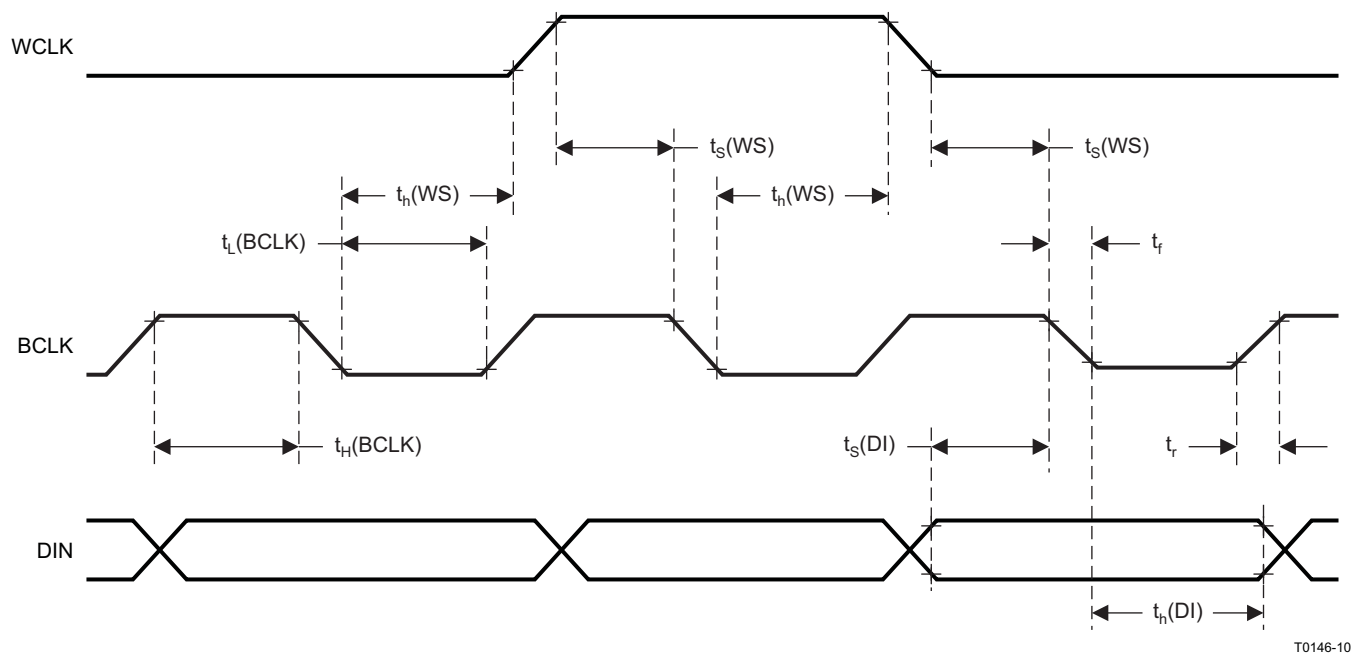 WCLK
tS(WS)
tS(WS)
th(WS)
th(WS)
tL(BCLK)
tf
BCLK
tH(BCLK)
tS(DI)
tr
DIN
th(DI)
T0146-10